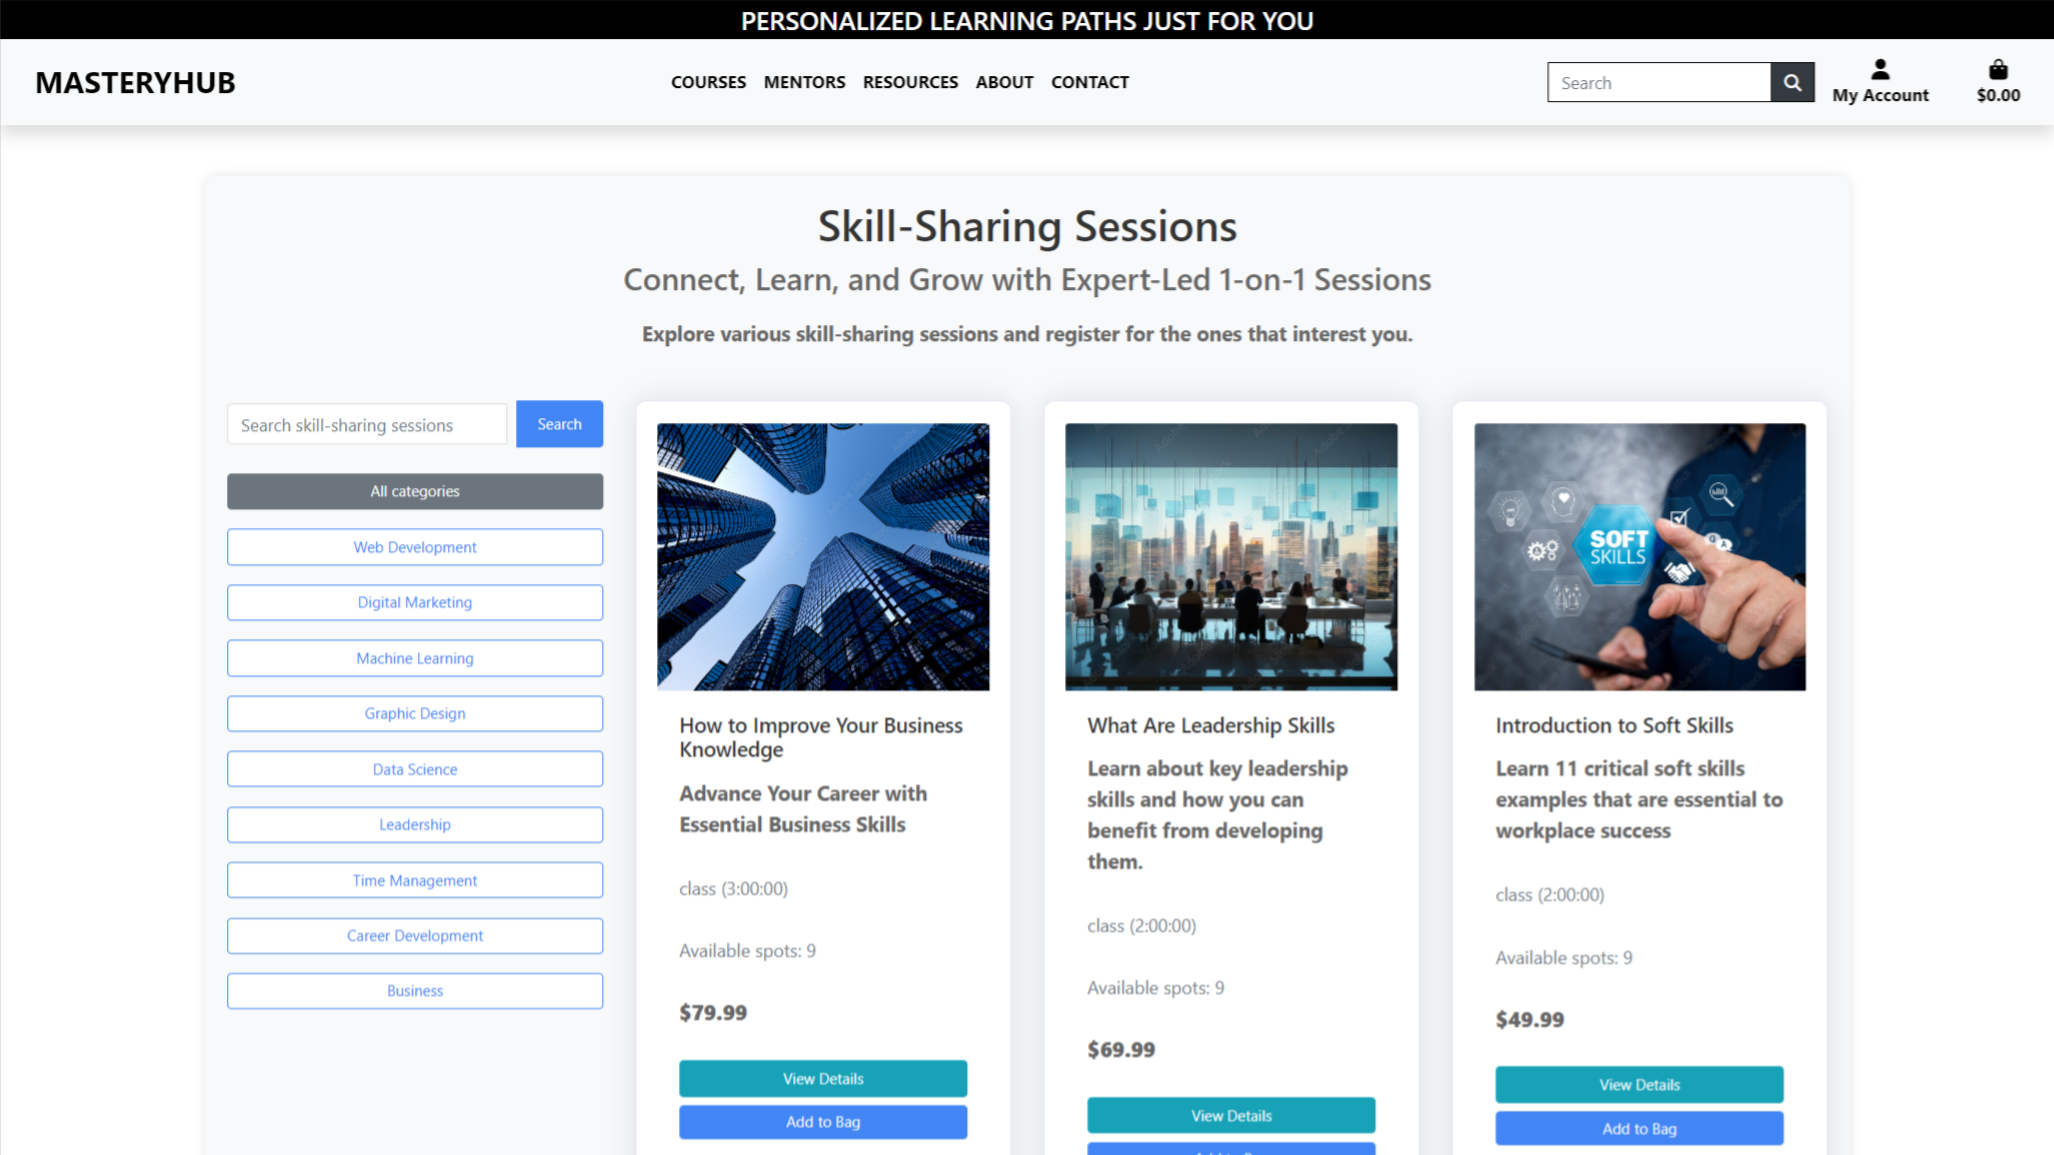 PERSONALIZED LEARNING PATHS JUST FOR YOU
MASTERYHUB
COURSES MENTORS RESOURCES ABOUT CONTACT
Search
My Account
$0.00
Skill-Sharing Sessions
Connect, Learn, and Grow with Expert-Led 1-on-1 Sessions
Explore various skill-sharing sessions and register for the ones that interest you.
Search skill-sharing sessions
Search
All categories
Web Development
Digital Marketing
Machine Learning
Graphic Design
Data Science
Leadership
Time Management
Career Development
Business
How to Improve Your Business
Knowledge
Advance Your Career with
Essential Business Skills
class (3:00:00)
Available spots: 9
$79.99
View Details
Add to Bag
What Are Leadership Skills
Learn about key leadership
skills and how you can
benefit from developing
them.
class (2:00:00)
Available spots: 9
$69.99
View Details
SOFT
SKILLS
Introduction to Soft Skills
Learn 11 critical soft skills
examples that are essential to
workplace success
class (2:00:00)
Available spots: 9
$49.99
View Details
Add to Bag